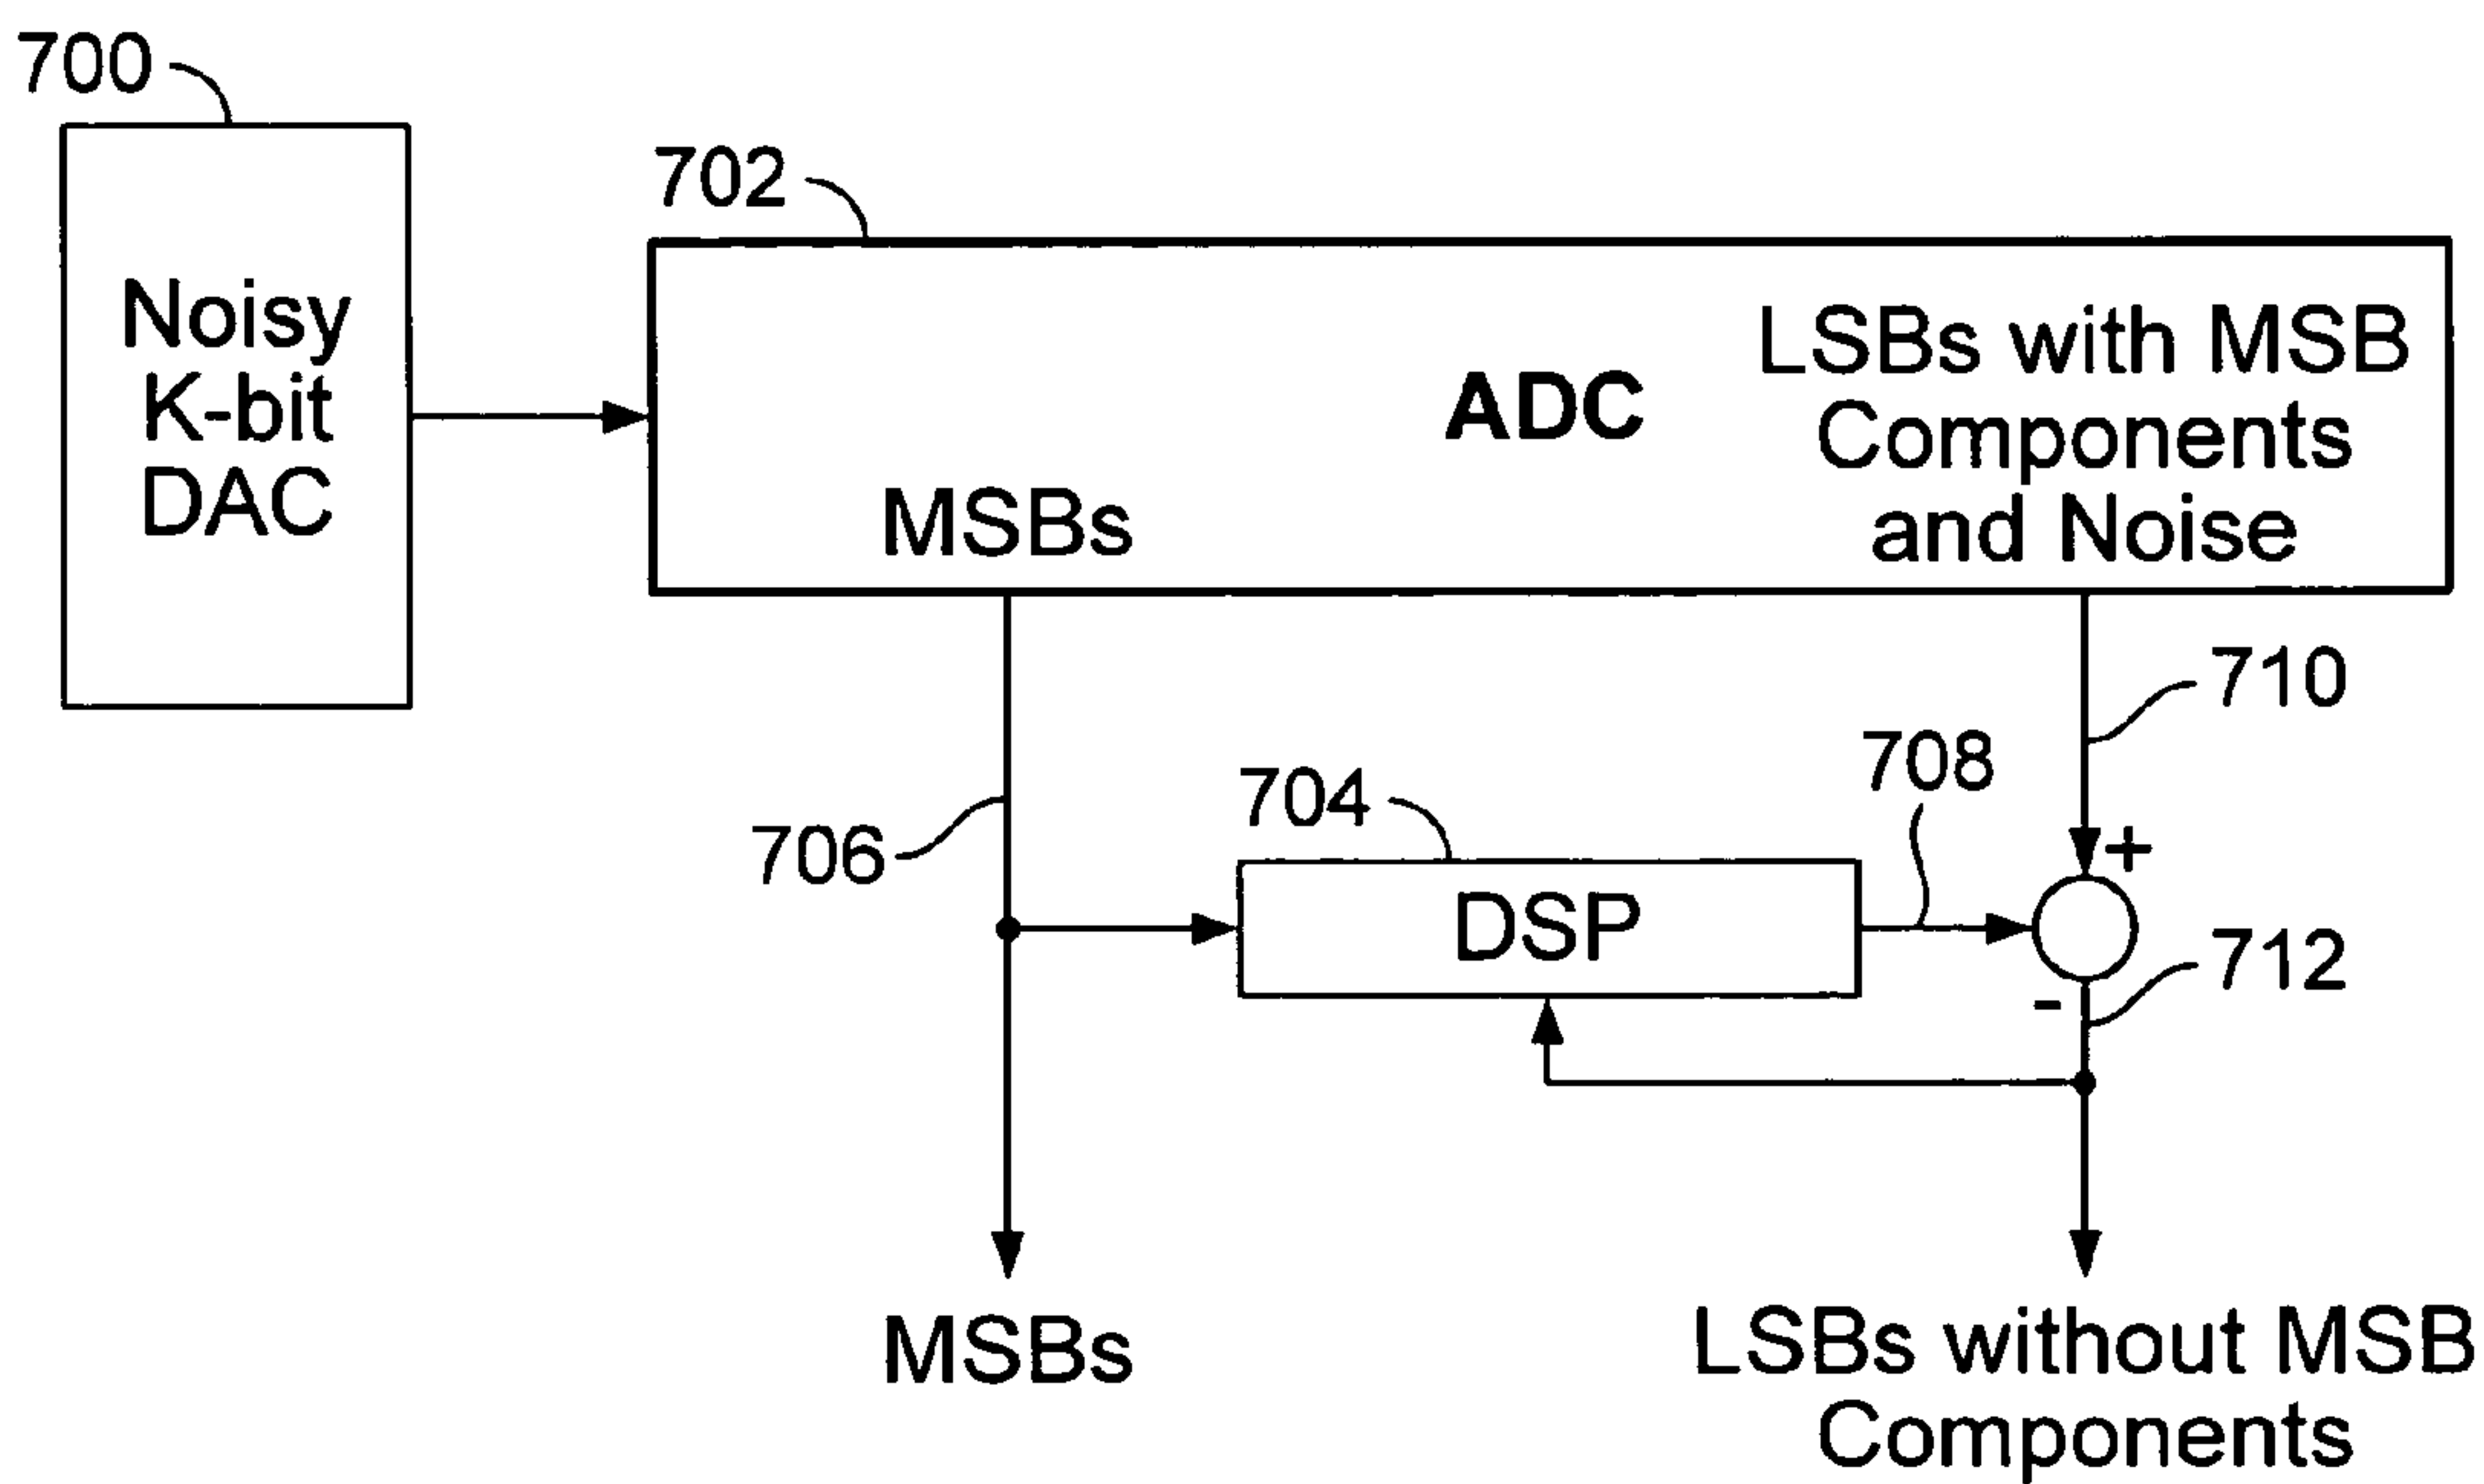 700
Noisy
K-bit
DAC
702
ADC
MSBs
LSBs with MSB
Components
and Noise
710
708
704
706
+
DSP
712
-
MSBs
LSBs without MSB
Components